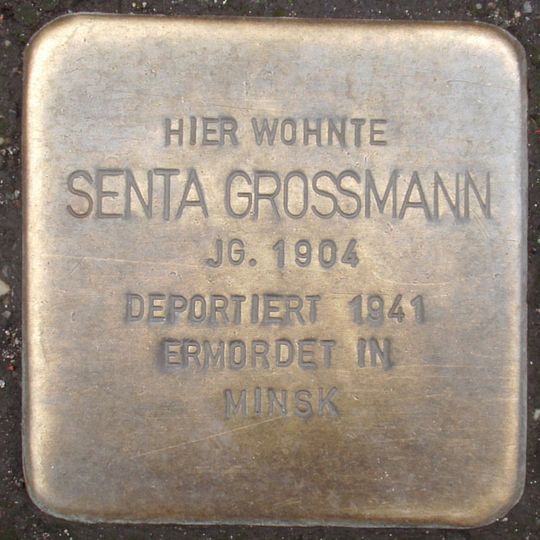 HIER WOHNTE
SENTA GROSSMANN
JG. 1904
DEPORTIERT 1941
ERMORDET IN
MINSK